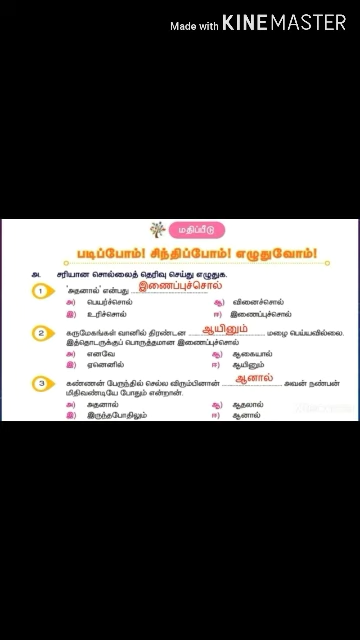 Made with KINEMASTER
மதிப்பீடு
படிப்போம்! சிந்திப்போம்! எழுதுவோம்!
அ. சரியான சொல்லைத் தெரிவு செய்து எழுதுக.
1 'அதனால்' என்பது இணைப்புச்சொல்
அ) பெயர்ச்சொல் ஆ) வினைச்சொல்
இ) உரிச்சொல் ஈ) இணைப்புச்சொல்
2 கருமேகங்கள் வானில் திரண்டன ஆயினும் மழை பெய்யவில்லை.
இத்தொடருக்குப் பொருத்தமான இணைப்புச்சொல்
அ) எனவே ஆ) ஆகையால்
இ) ஏனெனில் ஈ) ஆயினும்
3 கண்ணன் பேருந்தில் செல்ல விரும்பினான் ஆனால் அவன் நண்பன்
மிதிவண்டியே போதும் என்றான்.
அ) அதனால் ஆ) ஆதலால்
இ) இருந்தபோதிலும் ஈ) ஆனால்